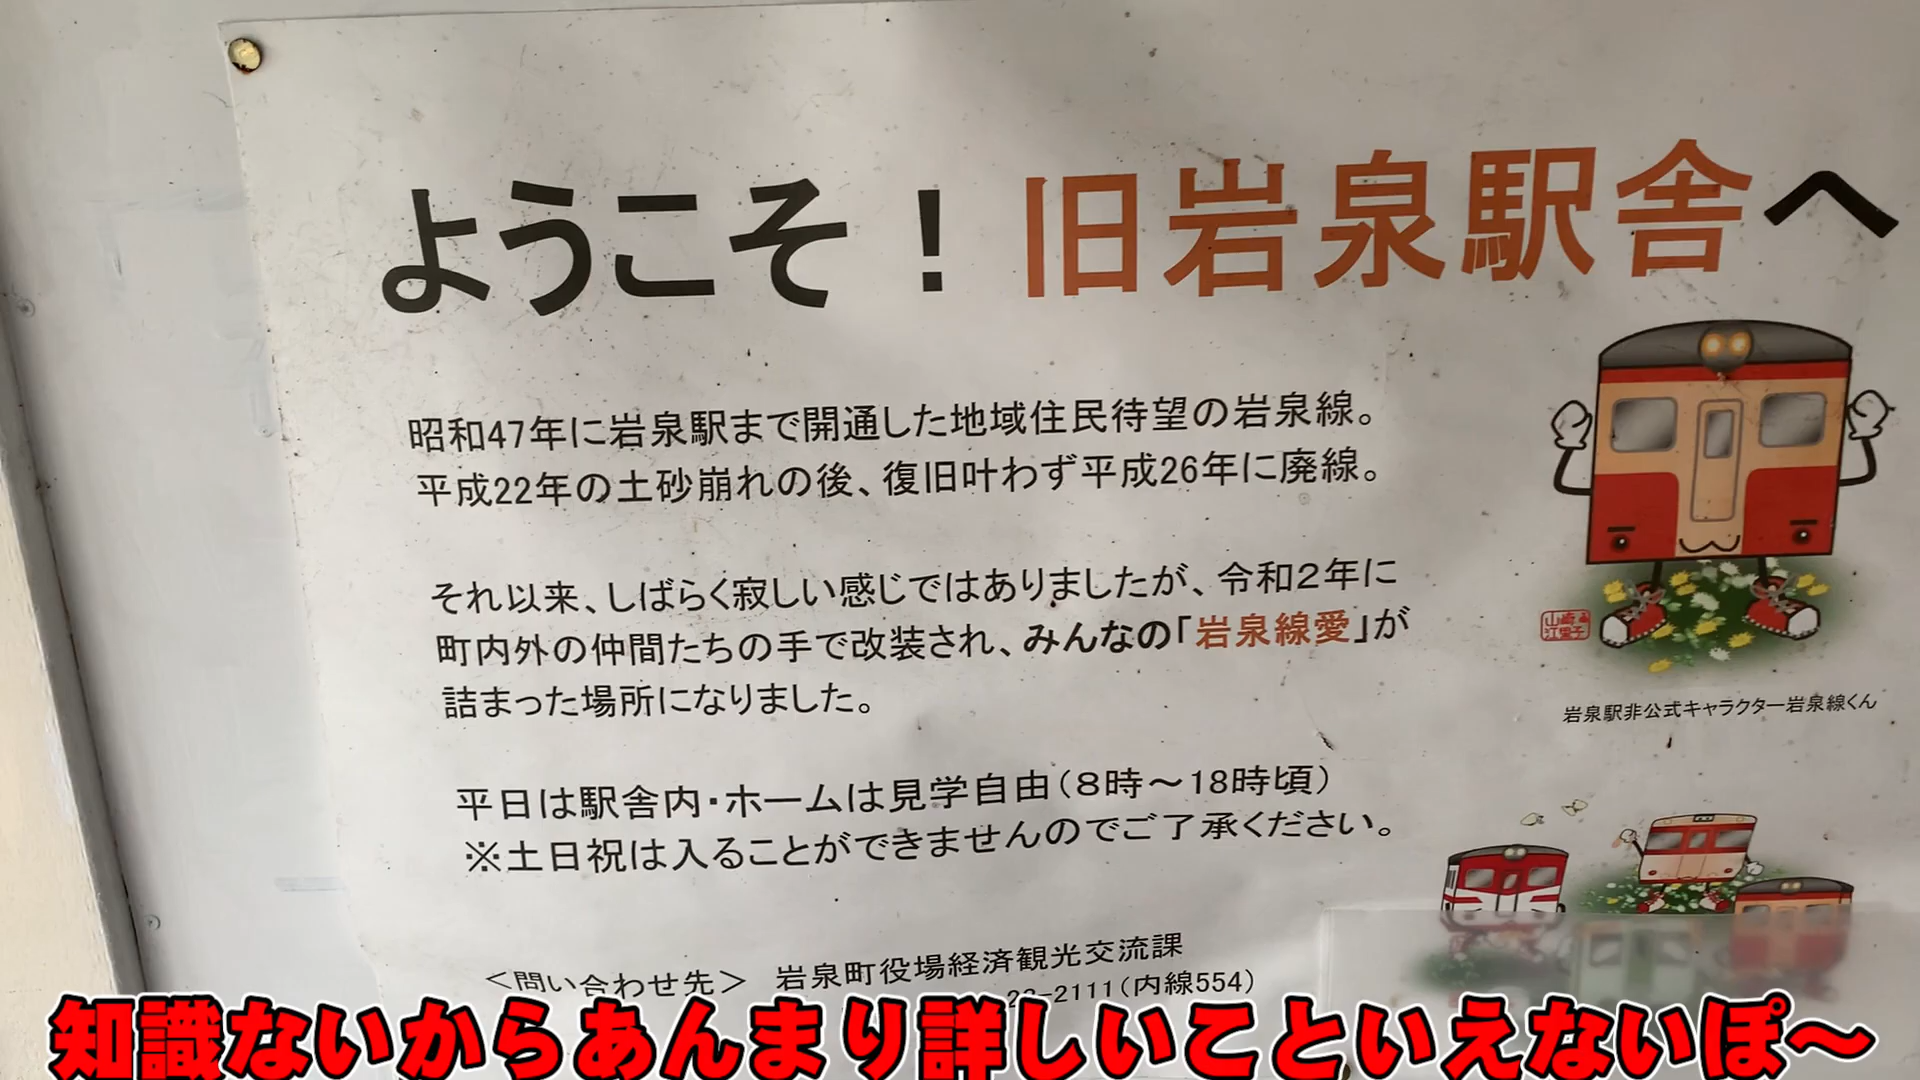 ようこそ！旧岩泉駅舎へ
昭和47年に岩泉駅まで開通した地域住民待望の岩泉線。
平成22年の土砂崩れの後、復旧叶わず平成26年に廃線。
それ以来、しばらく寂しい感じではありましたが、令和２年に
町内外の仲間たちの手で改装され、みんなの「岩泉線愛」が
詰まった場所になりました。
山崎
江里子
岩泉駅非公式キャラクター岩泉線くん
平日は駅舎内・ホームは見学自由（８時～18時頃）
※土日祝は入ることができませんのでご了承ください。
＜問い合わせ先＞ 岩泉町役場経済観光交流課
22-2111（内線554）
知識ないからあんまり詳しいこといえないぽ～